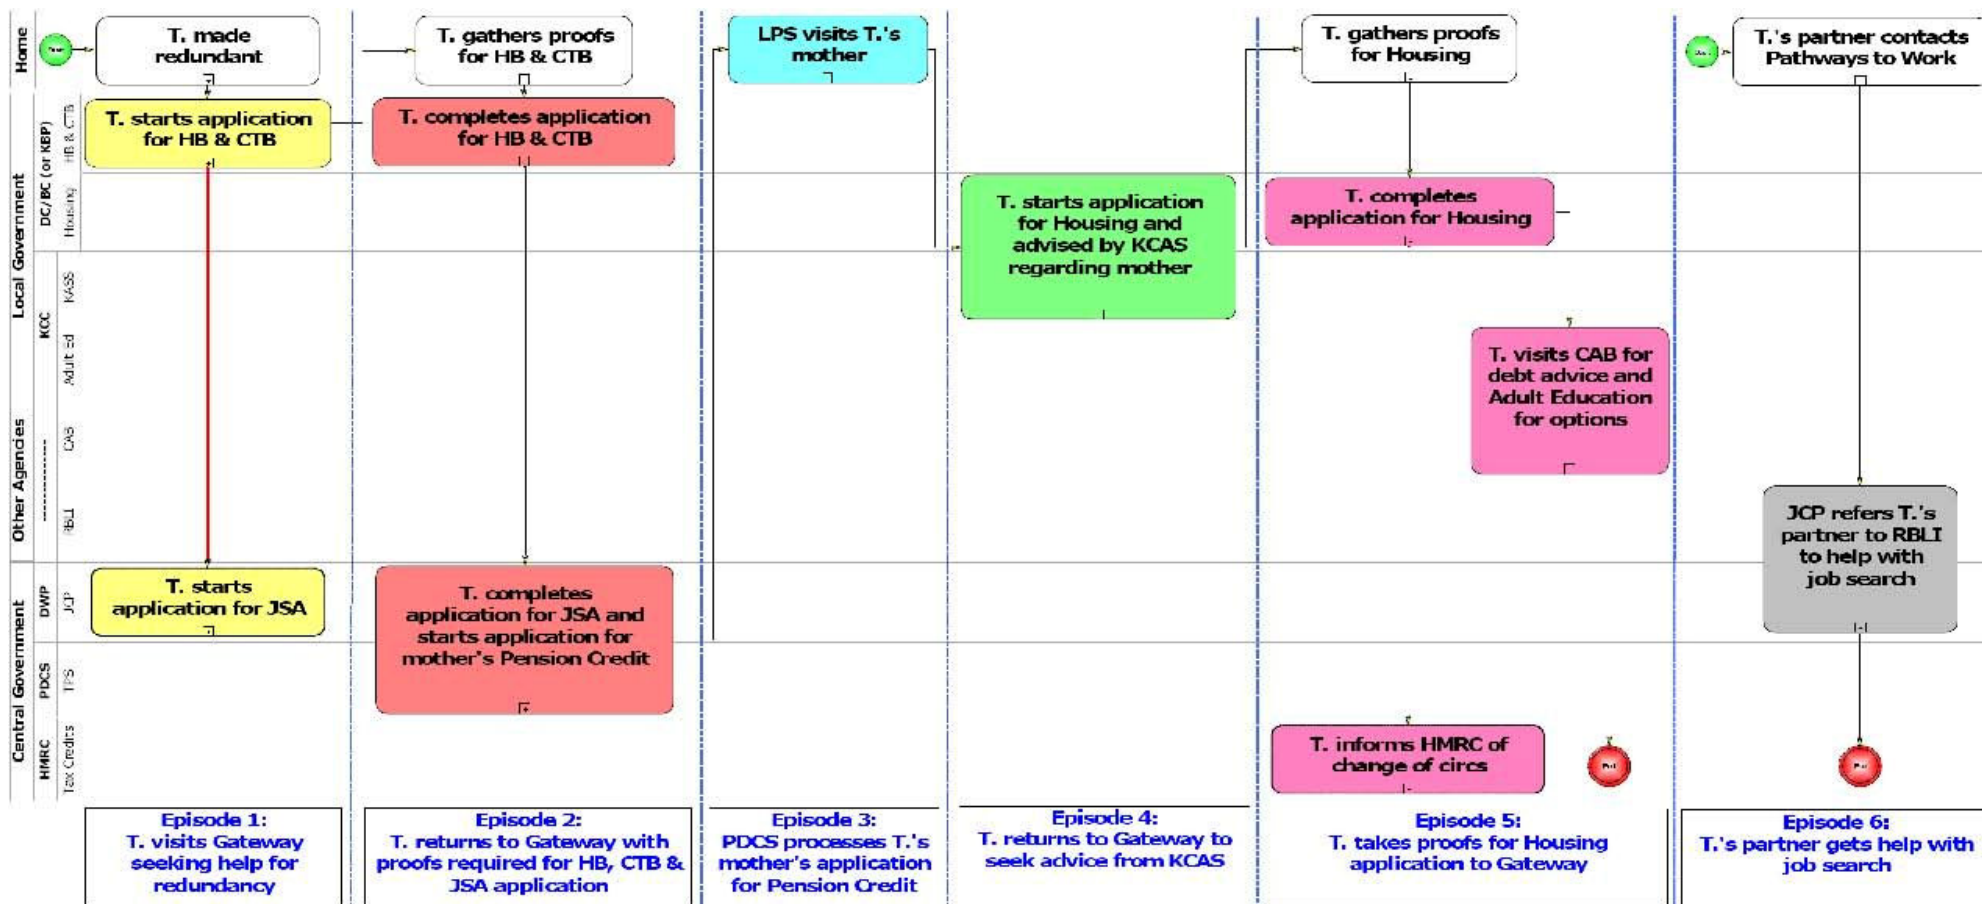 Home
Local Government
DC/BC (or KBP)
HB & CTB
Housing
KCC
KASS
Adult Ed
Other Agencies
--------------
CAB
RBLI
Central Government
DWP
JCP
PDCS
TPS
HMRC
Tax Credits
T. made
redundant
T. starts application
for HB & CTB
T. starts
application for JSA
T. gathers proofs
for HB & CTB
T. completes application
for HB & CTB
T. completes
application for JSA and
starts application for
mother's Pension Credit
LPS visits T.'s
mother
T. starts application
for Housing and
advised by KCAS
regarding mother
T. gathers proofs
for Housing
T. completes
application for Housing
T. visits CAB for
debt advice and
Adult Education
for options
T. informs HMRC of
change of circs
End
T.'s partner contacts
Pathways to Work
JCP refers T.'s
partner to RBLI
to help with
job search
End
Episode 1:
T. visits Gateway
seeking help for
redundancy
Episode 2:
T. returns to Gateway with
proofs required for HB, CTB &
JSA application
Episode 3:
PDCS processes T.'s
mother's application
for Pension Credit
Episode 4:
T. returns to Gateway to
seek advice from KCAS
Episode 5:
T. takes proofs for Housing
application to Gateway
Episode 6:
T.'s partner gets help with
job search